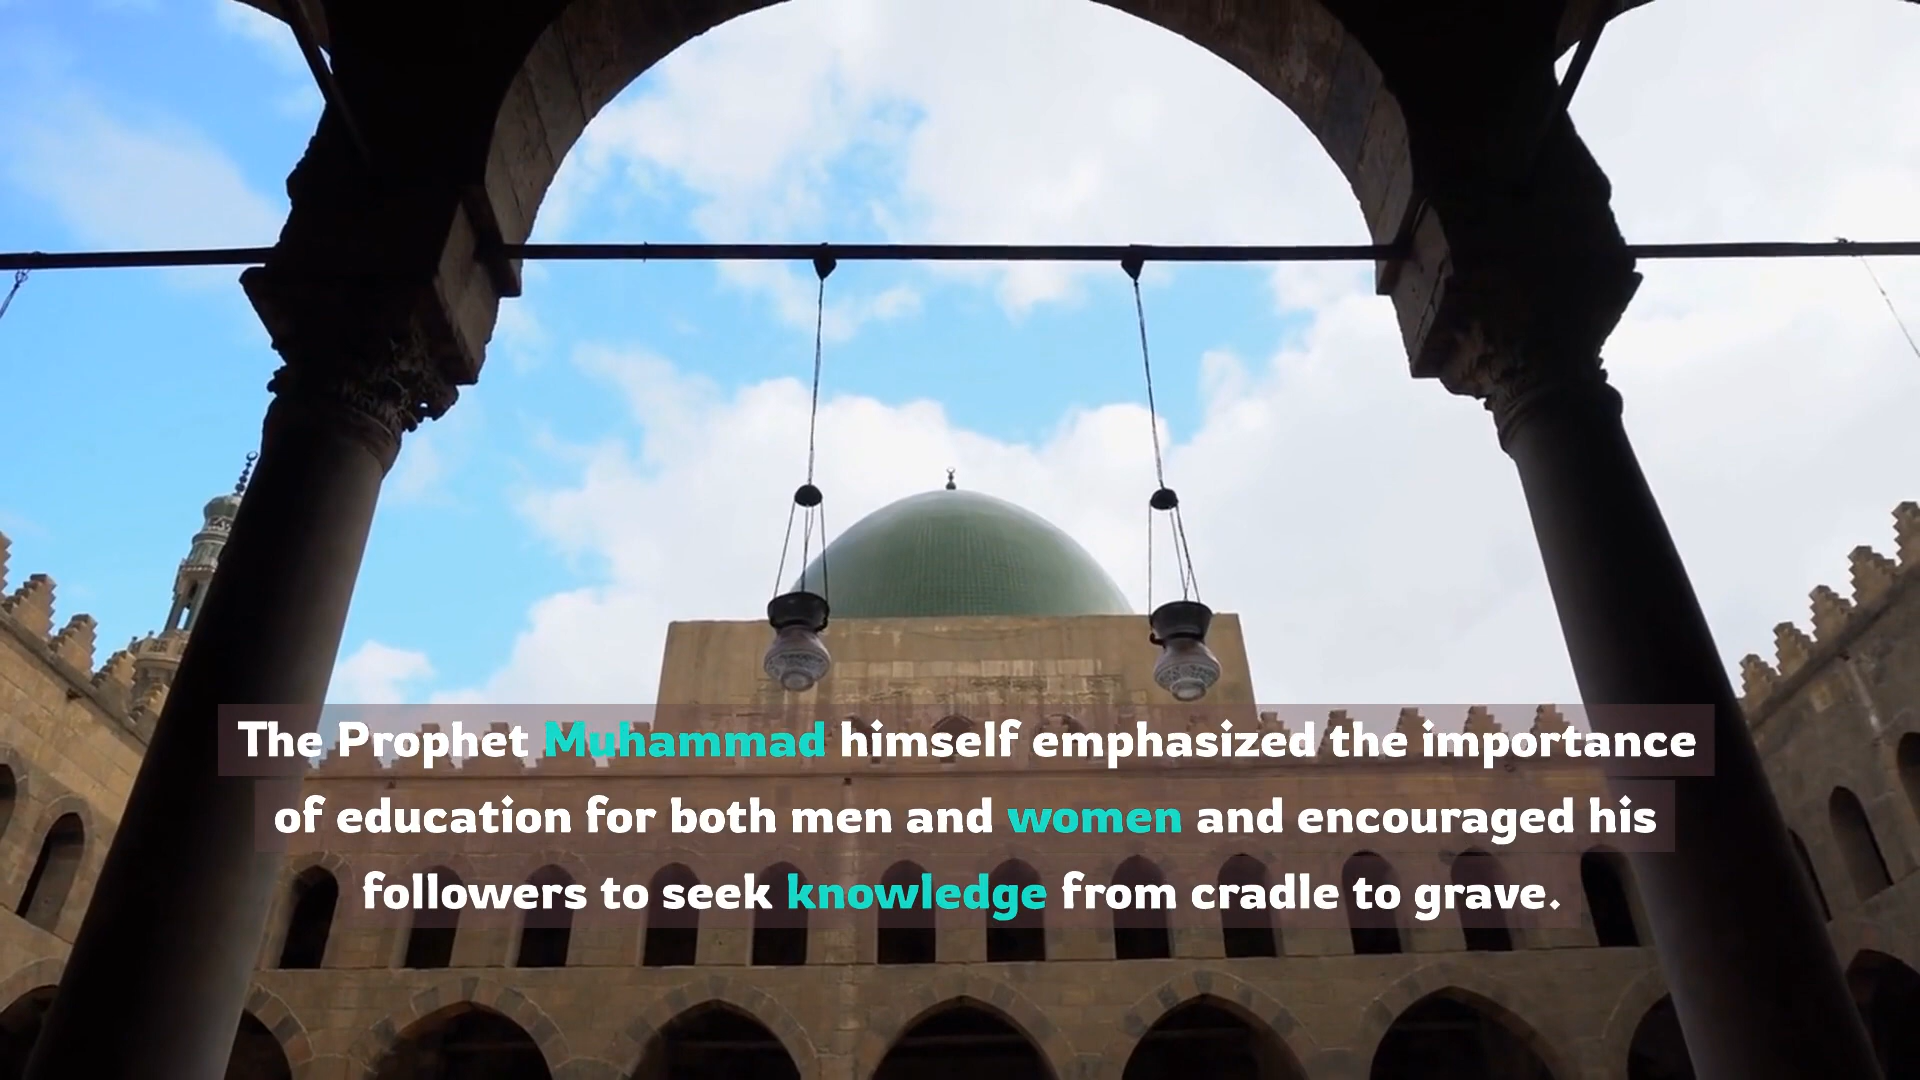 The Prophet Muhammad himself emphasized the importance
of education for both men and women and encouraged his
followers to seek knowledge from cradle to grave.